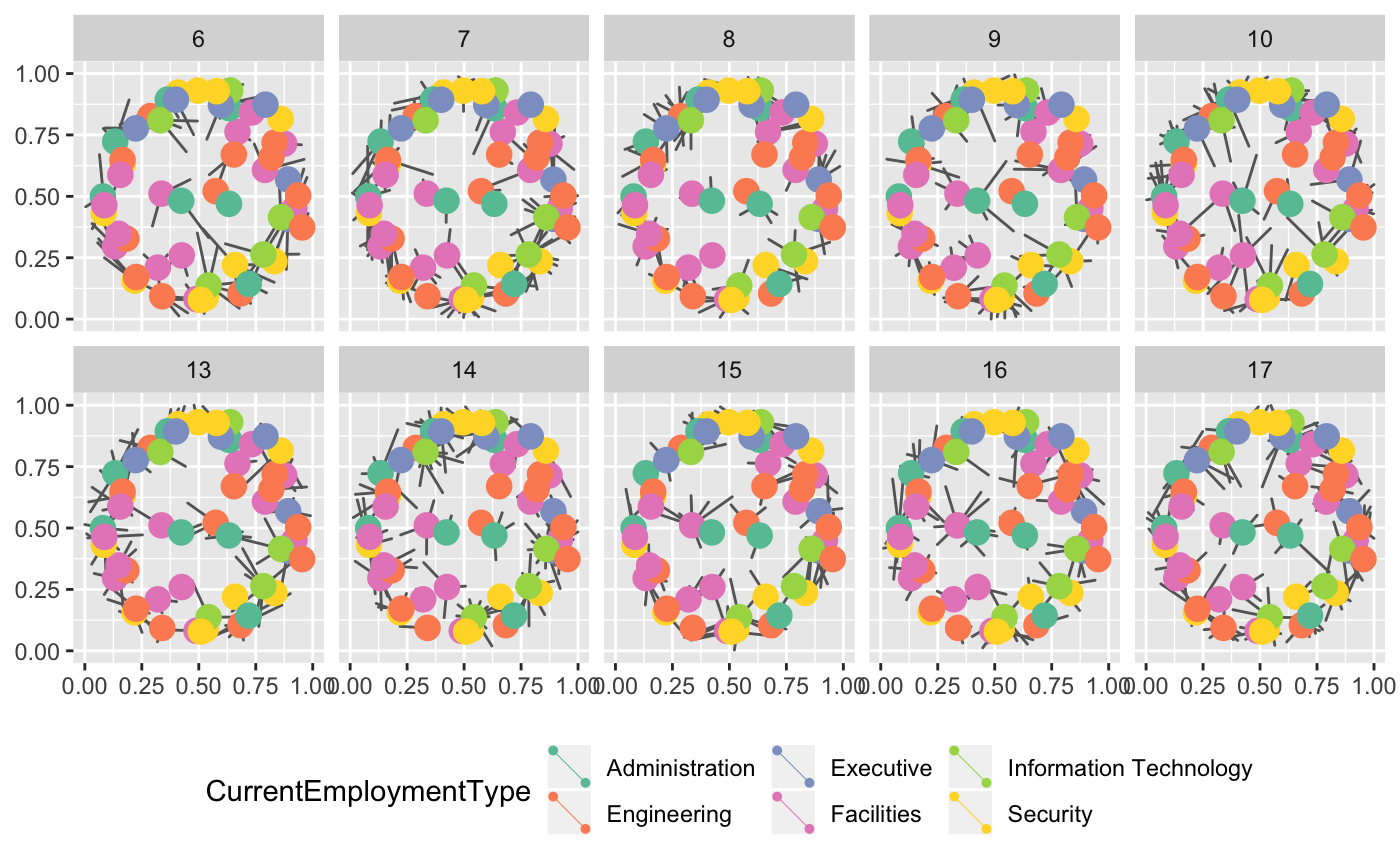 6 7 8 9 10
1.00
0.75
0.50
0.25
0.00
13 14 15 16 17
1.00
0.75
0.50
0.25
0.00
0.00 0.25 0.50 0.75 1.00 0.00 0.25 0.50 0.75 1.00 0.00 0.25 0.50 0.75 1.00 0.00 0.25 0.50 0.75 1.00 0.00 0.25 0.50 0.75 1.00
CurrentEmploymentType
Administration Executive Information Technology
Engineering Facilities Security